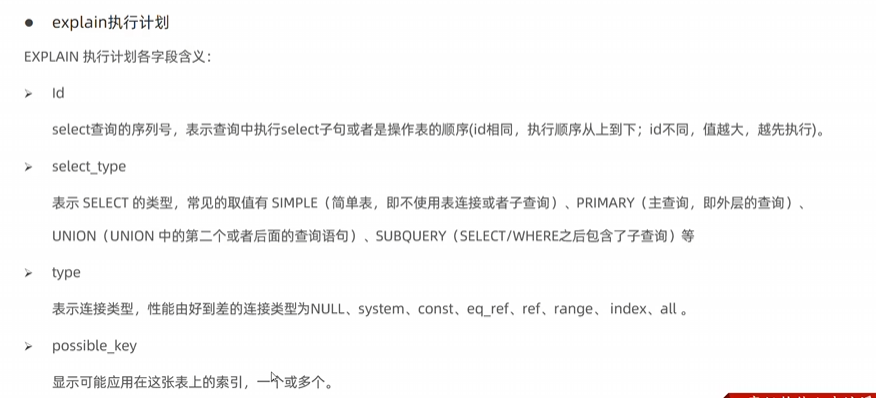 ● explain执行计划
EXPLAIN 执行计划各字段含义：
➢ Id
select查询的序列号，表示查询中执行select子句或者是操作表的顺序(id相同，执行顺序从上到下；id不同，值越大，越先执行)。
➢ select_type
表示 SELECT 的类型，常见的取值有 SIMPLE（简单表，即不使用表连接或者子查询）、PRIMARY（主查询，即外层的查询）、
UNION（UNION 中的第二个或者后面的查询语句）、SUBQUERY（SELECT/WHERE之后包含了子查询）等
➢ type
表示连接类型，性能由好到差的连接类型为NULL、system、const、eq_ref、ref、range、 index、all 。
➢ possible_key
显示可能应用在这张表上的索引，一个或多个。